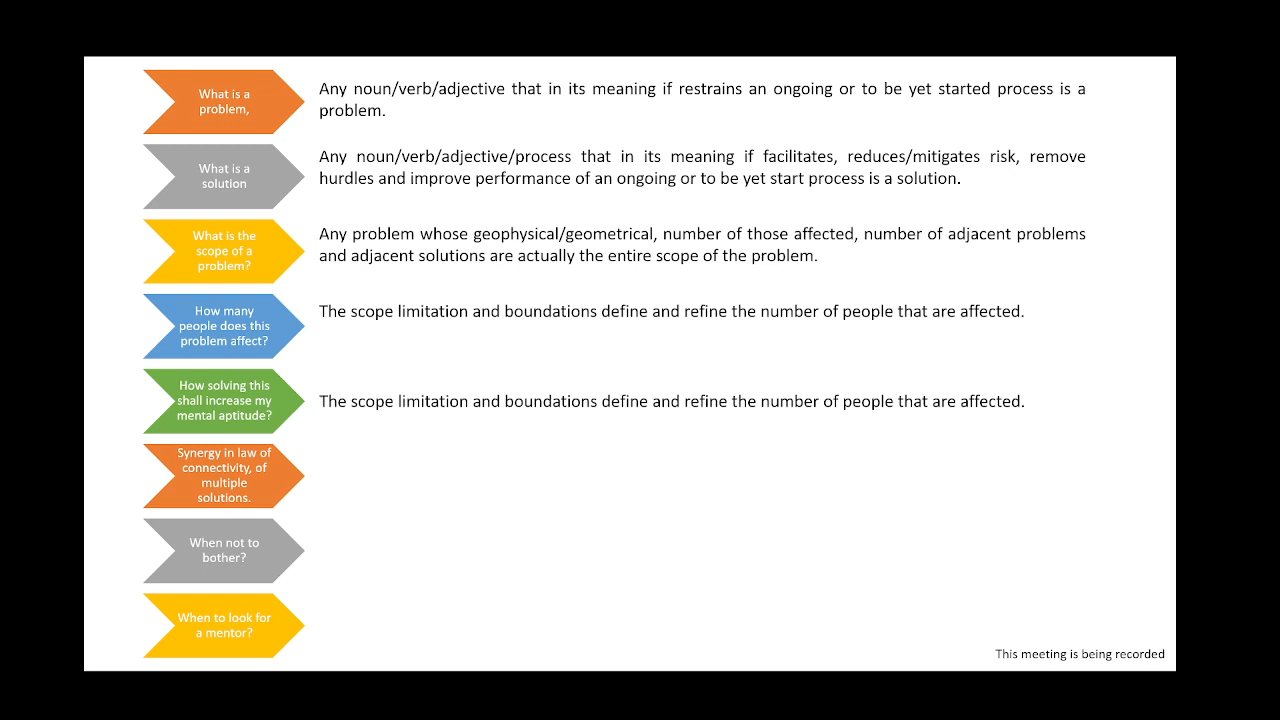 What is a
problem,
Any noun/verb/adjective that in its meaning if restrains an ongoing or to be yet started process is a
problem.
What is a
solution
Any noun/verb/adjective/process that in its meaning if facilitates, reduces/mitigates risk, remove
hurdles and improve performance of an ongoing or to be yet start process is a solution.
What is the
scope of a
problem?
Any problem whose geophysical/geometrical, number of those affected, number of adjacent problems
and adjacent solutions are actually the entire scope of the problem.
How many
people does this
problem affect?
The scope limitation and boundations define and refine the number of people that are affected.
How solving this
shall increase my
mental aptitude?
The scope limitation and boundations define and refine the number of people that are affected.
Synergy in law of
connectivity, of
multiple
solutions.
When not to
bother?
When to look for
a mentor?
This meeting is being recorded